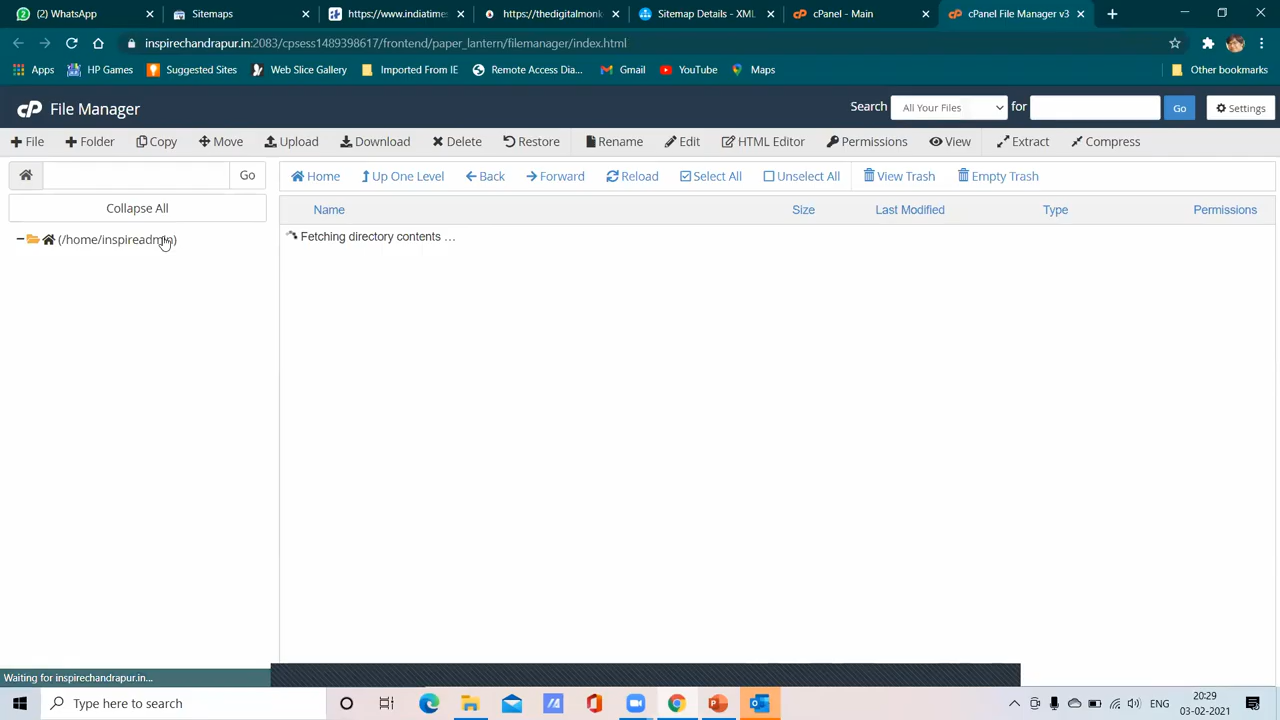 (2) WhatsApp
Sitemaps
https://www.indiatimes
https://thedigitalmonk
Sitemap Details - XML
cPanel - Main
cPanel File Manager v3
inspirechandrapur.in:2083/cpsess1489398617/frontend/paper_lantern/filemanager/index.html
Apps HP Games Suggested Sites Web Slice Gallery Imported From IE Remote Access Dia... Gmail YouTube Maps Other bookmarks
cP File Manager Search All Your Files for Go Settings
File Folder Copy Move Upload Download Delete Restore Rename Edit HTML Editor Permissions View Extract Compress
Go Home Up One Level Back Forward Reload Select All Unselect All View Trash Empty Trash
Collapse All
Name Size Last Modified Type Permissions
(/home/inspireadmin)
Fetching directory contents ...
Waiting for inspirechandrapur.in...
Type here to search
ENG
20:29
03-02-2021